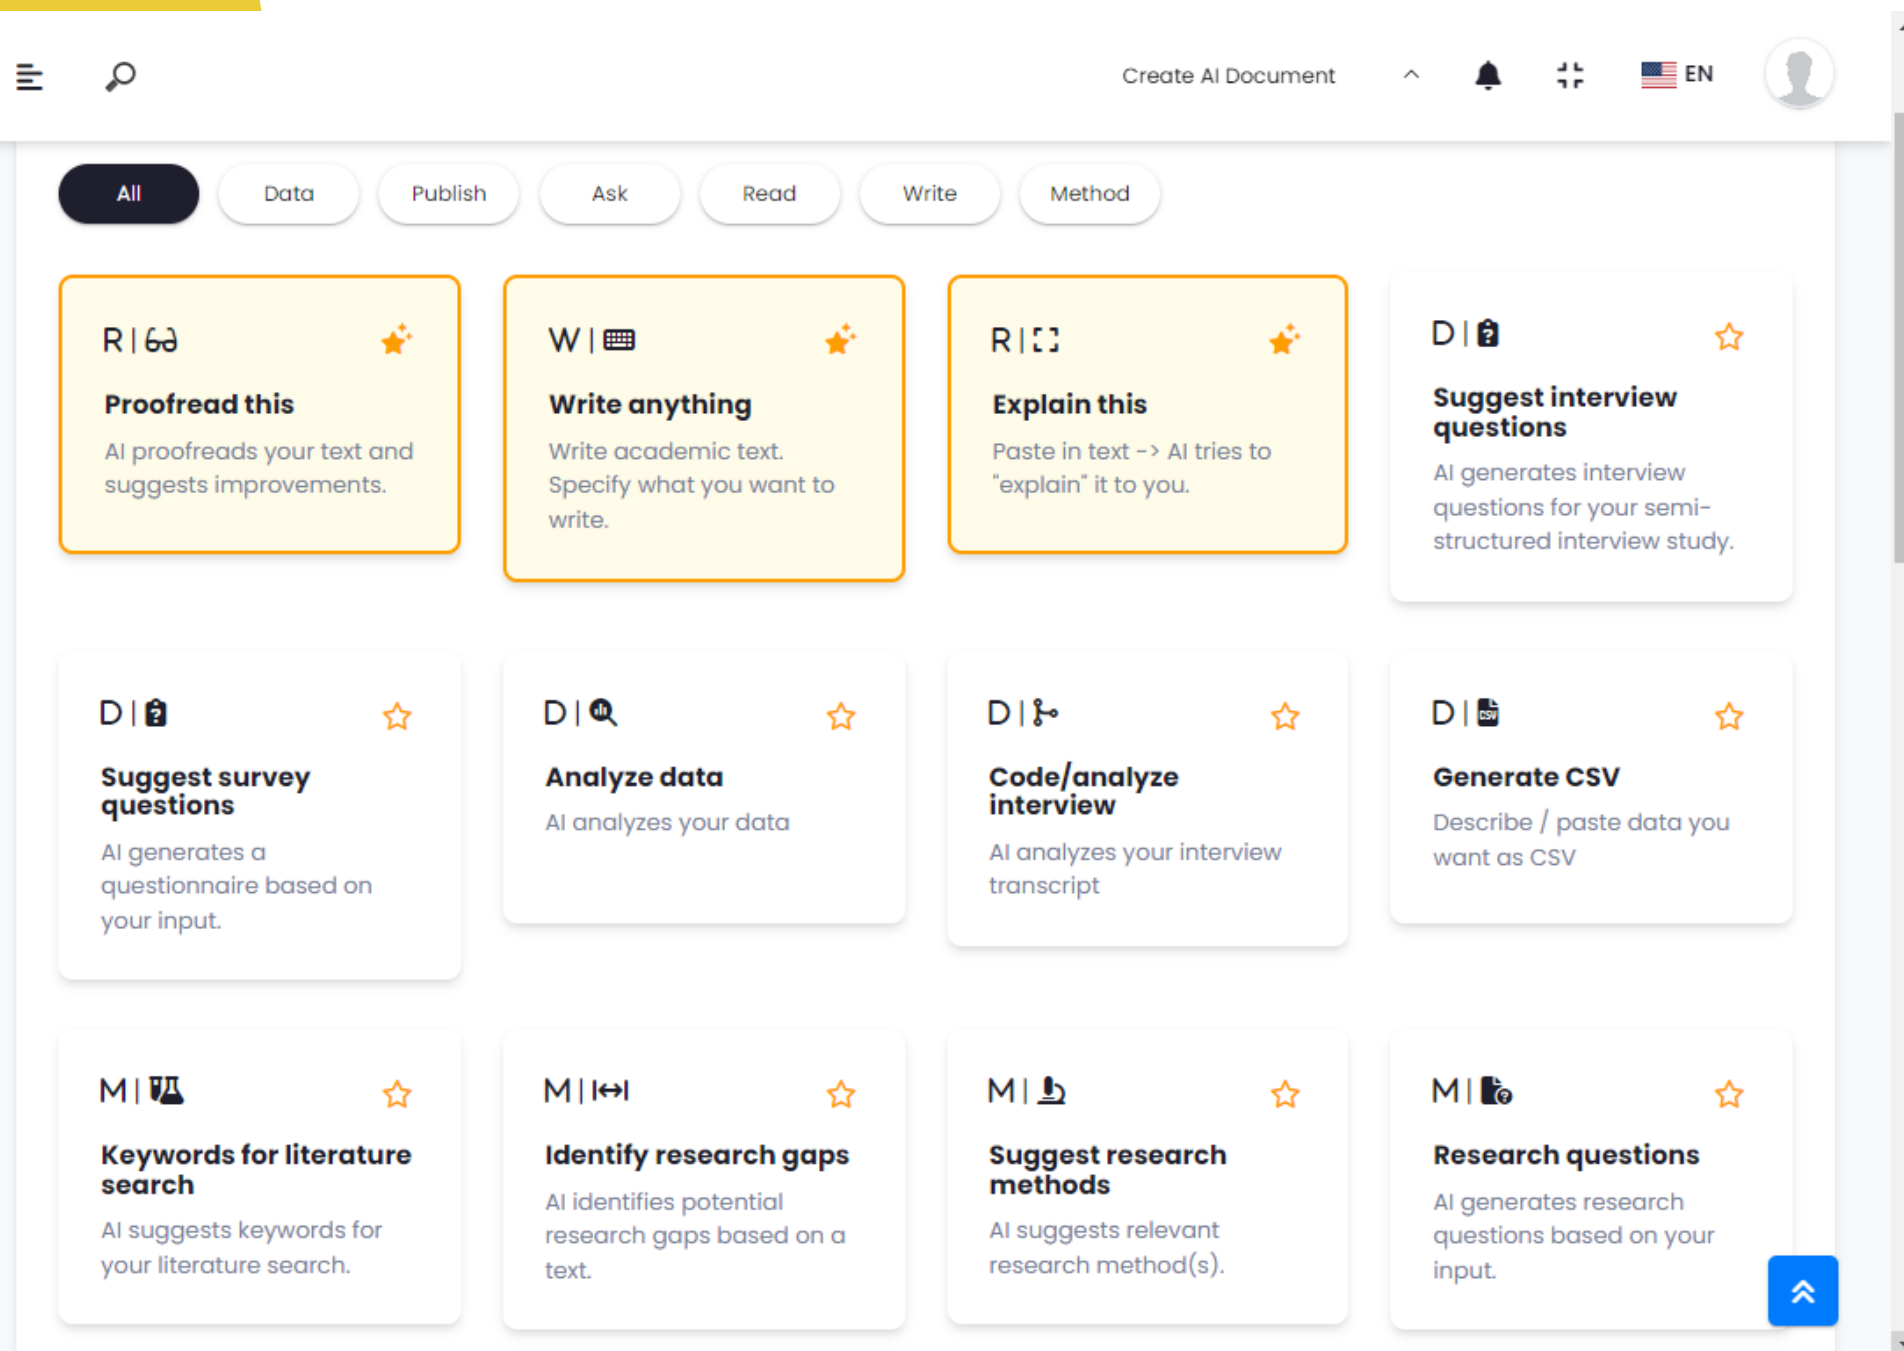 Create AI Document
EN
All
Data
Publish
Ask
Read
Write
Method
R |
Proofread this
AI proofreads your text and
suggests improvements.
W |
Write anything
Write academic text.
Specify what you want to
write.
R |
Explain this
Paste in text -> AI tries to
"explain" it to you.
D |
Suggest interview
questions
AI generates interview
questions for your semi-
structured interview study.
D |
Suggest survey
questions
AI generates a
questionnaire based on
your input.
D |
Analyze data
AI analyzes your data
D |
Code/analyze
interview
AI analyzes your interview
transcript
D | CSV
Generate CSV
Describe / paste data you
want as CSV
M |
Keywords for literature
search
AI suggests keywords for
your literature search.
M |
Identify research gaps
AI identifies potential
research gaps based on a
text.
M |
Suggest research
methods
AI suggests relevant
research method(s).
M |
Research questions
AI generates research
questions based on your
input.